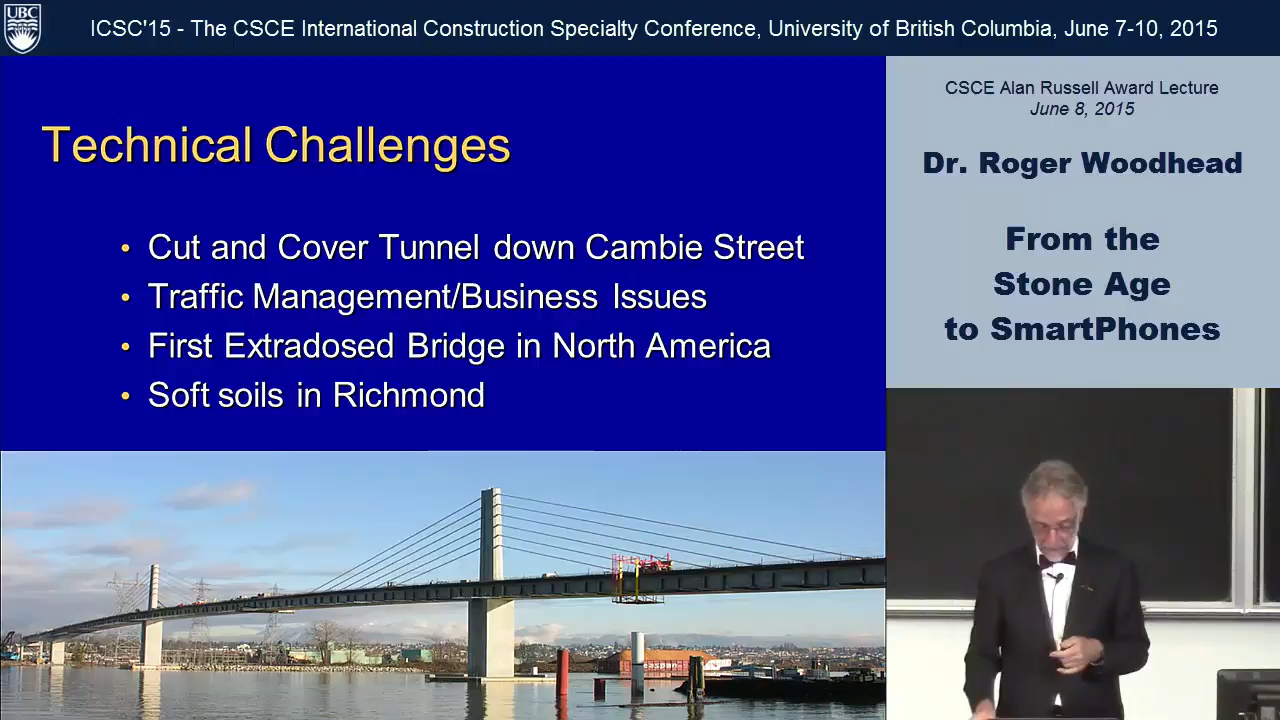 UBC
ICSC'15 - The CSCE International Construction Specialty Conference, University of British Columbia, June 7-10, 2015
Technical Challenges
• Cut and Cover Tunnel down Cambie Street
• Traffic Management/Business Issues
• First Extradosed Bridge in North America
• Soft soils in Richmond
easpan
CSCE Alan Russell Award Lecture
June 8, 2015
Dr. Roger Woodhead
From the
Stone Age
to SmartPhones